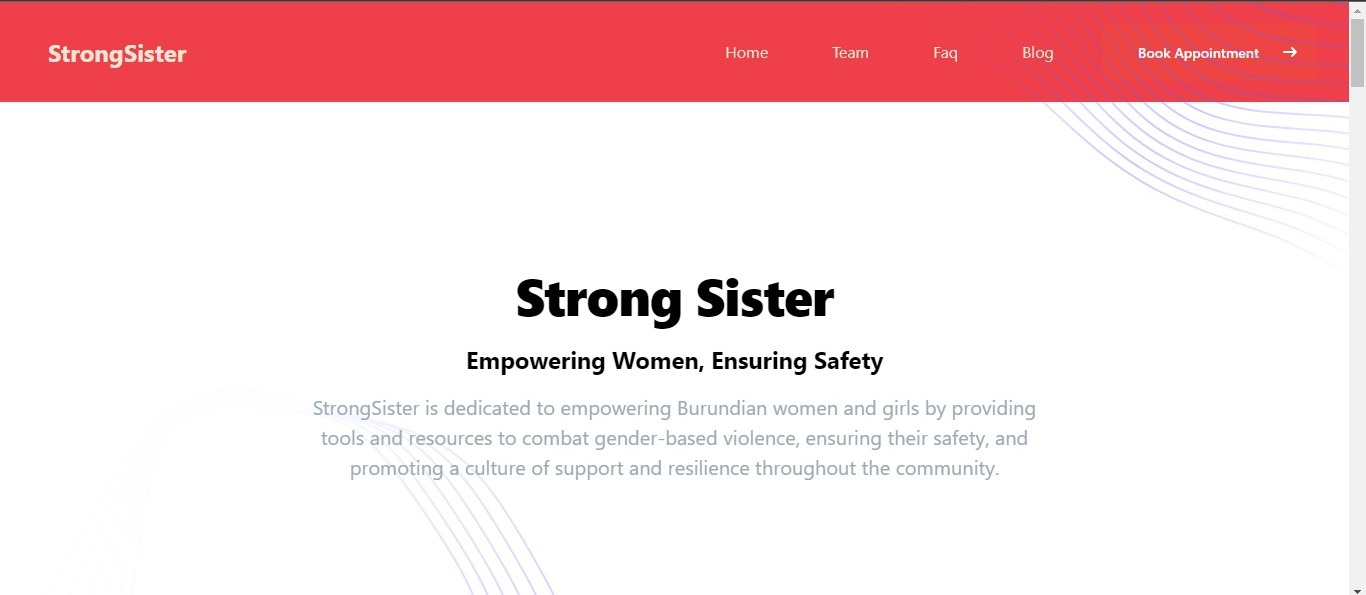 StrongSister
Home
Team
Faq
Blog
Book Appointment
Strong Sister
Empowering Women, Ensuring Safety
StrongSister is dedicated to empowering Burundian women and girls by providing
tools and resources to combat gender-based violence, ensuring their safety, and
promoting a culture of support and resilience throughout the community.